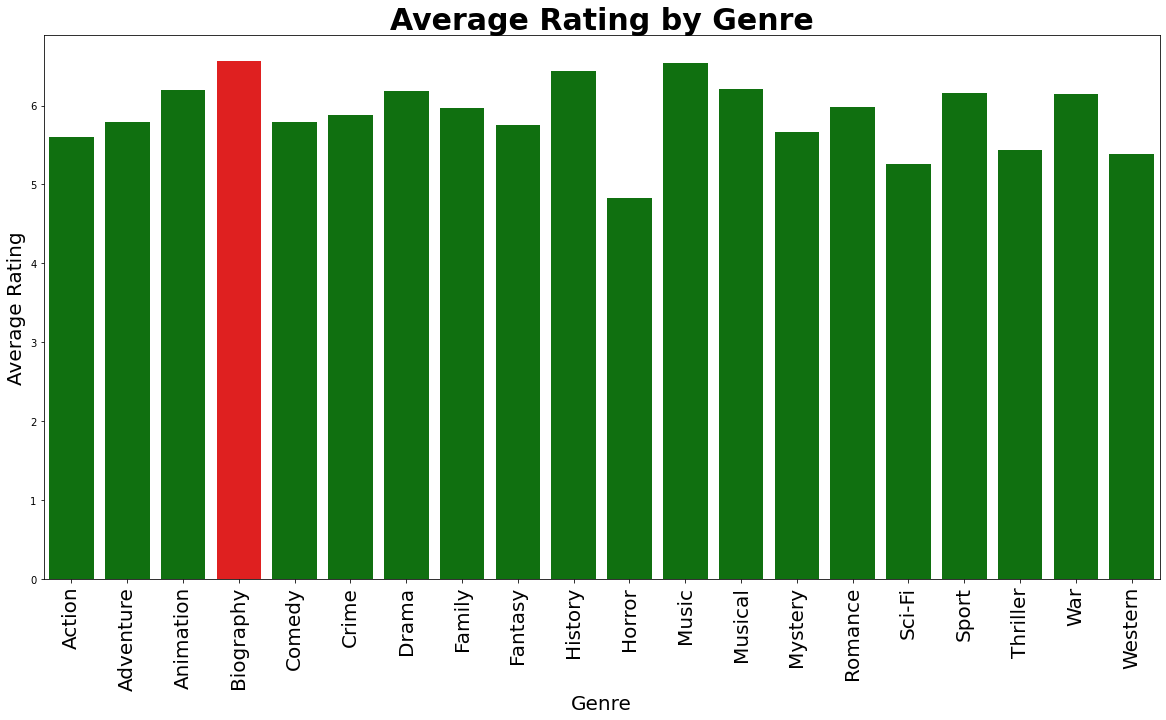 Average Rating by Genre
Average Rating
6
5
4
3
2
1
0
Action
Adventure
Animation
Biography
Comedy
Crime
Drama
Family
Fantasy
History
Horror
Music
Musical
Mystery
Romance
Sci-Fi
Sport
Thriller
War
Western
Genre